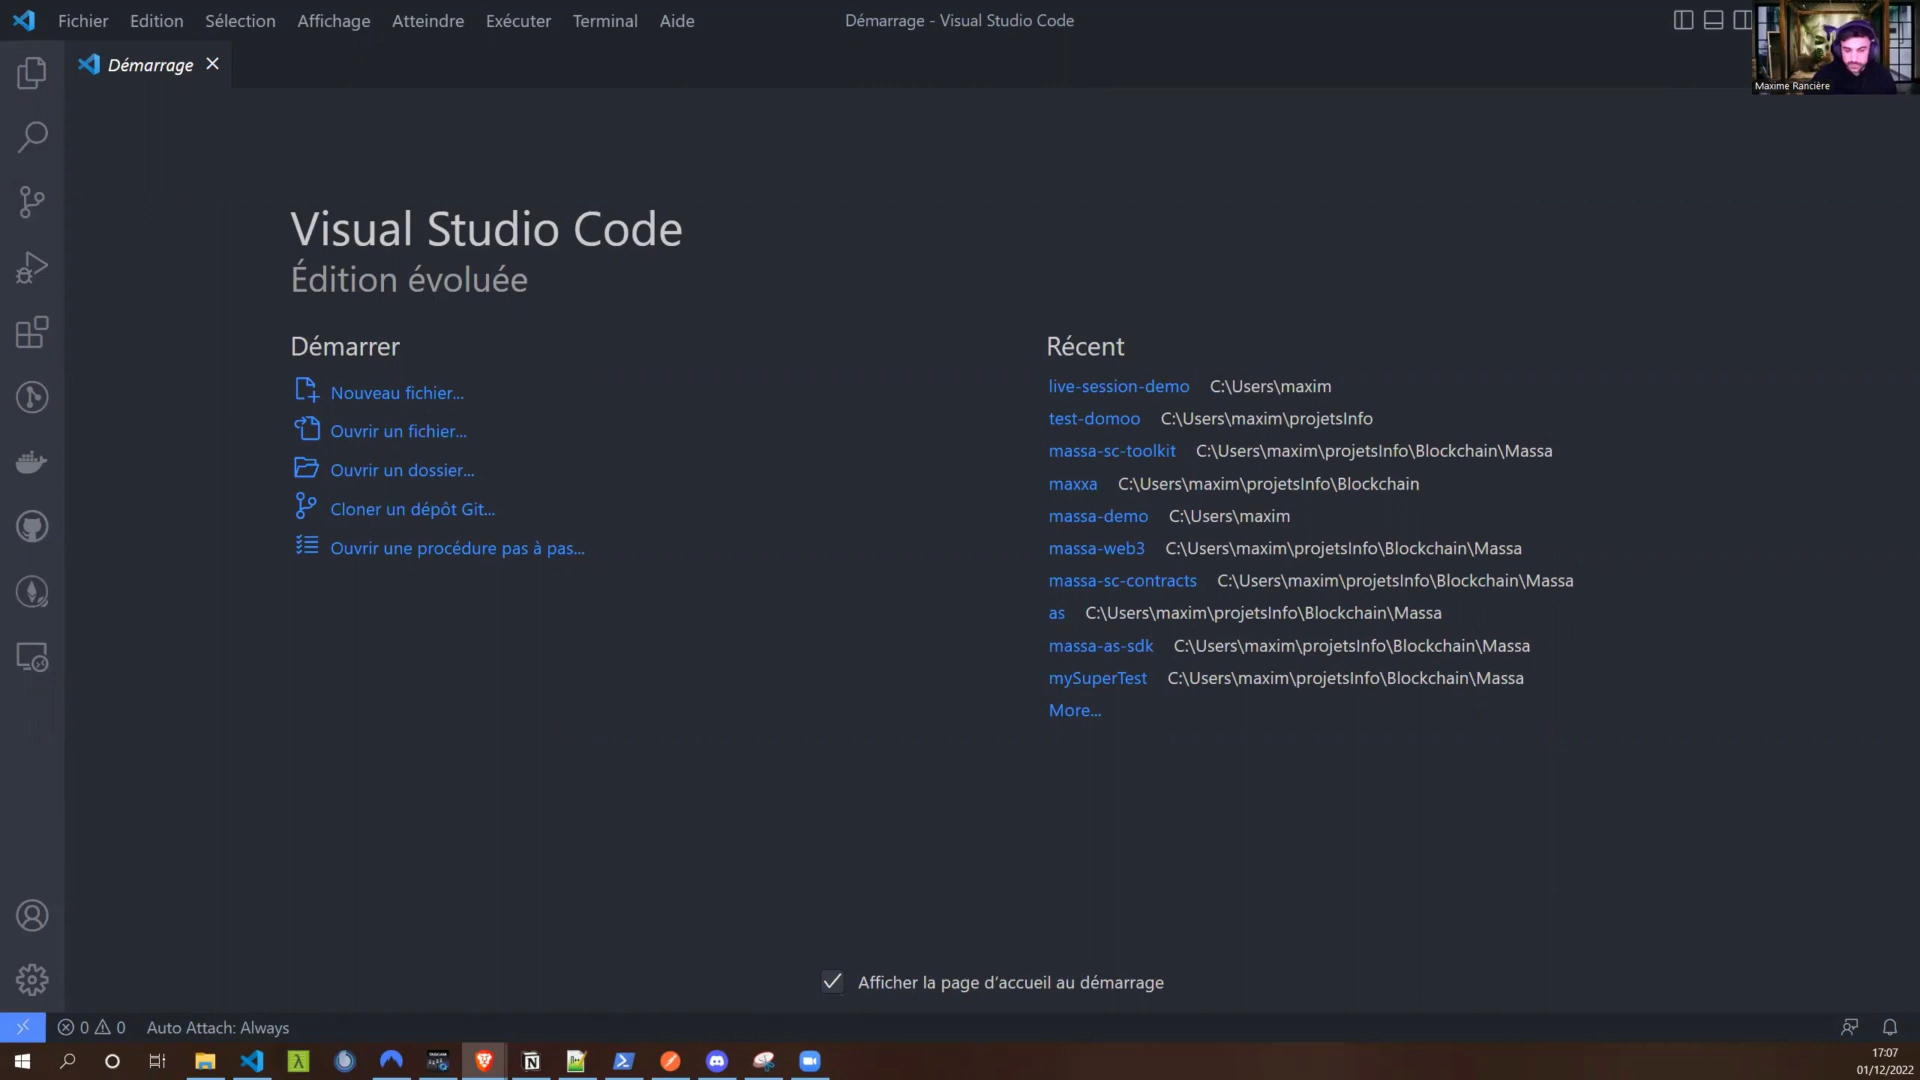 Fichier Edition Sélection Affichage Atteindre Exécuter Terminal Aide
Démarrage - Visual Studio Code
Démarrage
Maxime Rancière
Visual Studio Code
Édition évoluée
Démarrer
Nouveau fichier...
Ouvrir un fichier...
Ouvrir un dossier...
Cloner un dépôt Git...
Ouvrir une procédure pas à pas...
Récent
live-session-demo C:\Users\maxim
test-domoo C:\Users\maxim\projetsInfo
massa-sc-toolkit C:\Users\maxim\projetsInfo\Blockchain\Massa
maxxa C:\Users\maxim\projetsInfo\Blockchain
massa-demo C:\Users\maxim
massa-web3 C:\Users\maxim\projetsInfo\Blockchain\Massa
massa-sc-contracts C:\Users\maxim\projetsInfo\Blockchain\Massa
as C:\Users\maxim\projetsInfo\Blockchain\Massa
massa-as-sdk C:\Users\maxim\projetsInfo\Blockchain\Massa
mySuperTest C:\Users\maxim\projetsInfo\Blockchain\Massa
More...
Afficher la page d’accueil au démarrage
0 0 Auto Attach: Always
17:07
01/12/2022